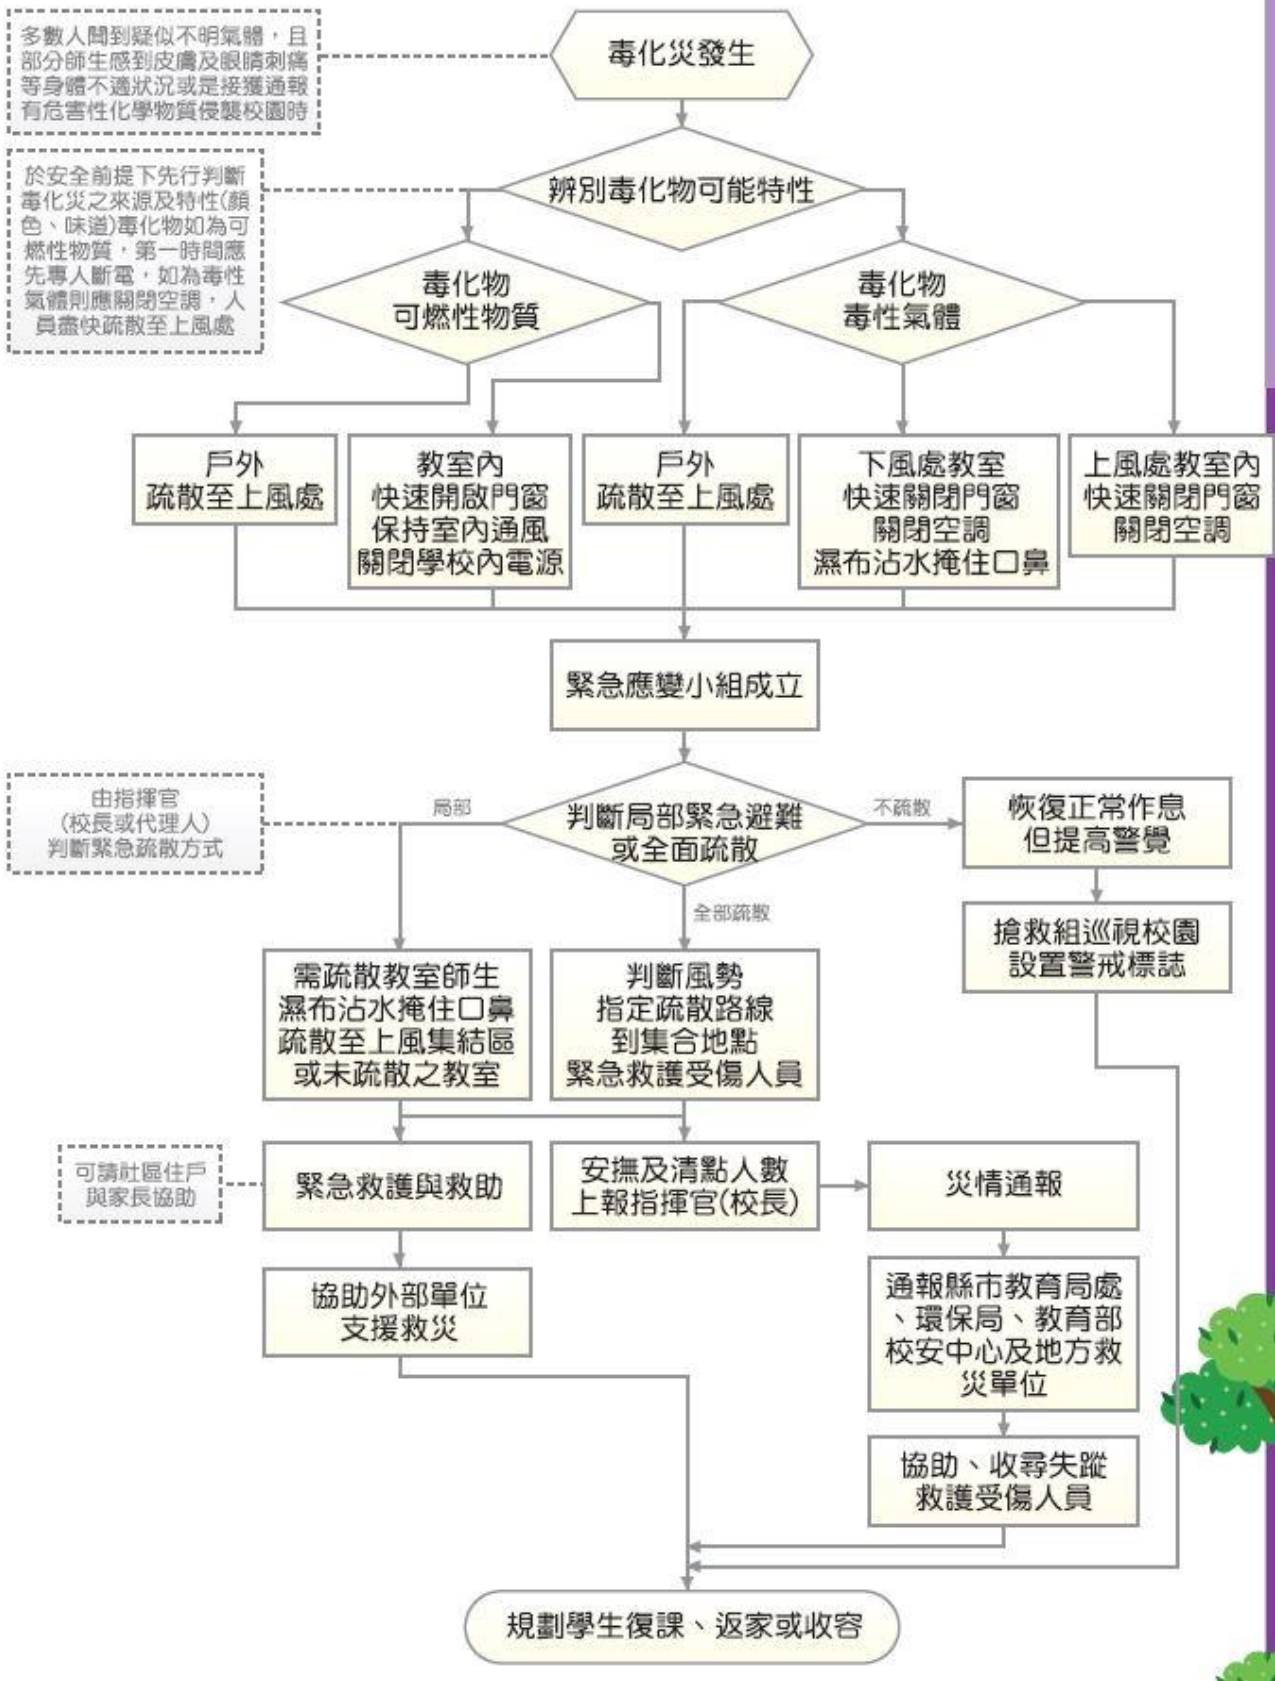 多數人聞到疑似不明氣體，且
部分師生感到皮膚及眼睛刺痛
等身體不適狀況或是接獲通報
有危害性化學物質侵襲校園時
毒化災發生
於安全前提下先行判斷
毒化災之來源及特性(顏
色、味道)毒化物如為可
燃性物質，第一時間應
先專人斷電，如為毒性
氣體則應關閉空調，人
員盡快疏散至上風處
辨別毒化物可能特性
毒化物
可燃性物質
毒化物
毒性氣體
戶外
疏散至上風處
教室內
快速開啟門窗
保持室內通風
關閉學校內電源
戶外
疏散至上風處
下風處教室
快速關閉門窗
關閉空調
濕布沾水掩住口鼻
上風處教室內
快速關閉門窗
關閉空調
緊急應變小組成立
由指揮官
(校長或代理人)
判斷緊急疏散方式
局部
判斷局部緊急避難
或全面疏散
不疏散
恢復正常作息
但提高警覺
全部疏散
搶救組巡視校園
設置警戒標誌
需疏散教室師生
濕布沾水掩住口鼻
疏散至上風集結區
或未疏散之教室
判斷風勢
指定疏散路線
到集合地點
緊急救護受傷人員
可請社區住戶
與家長協助
緊急救護與救助
安撫及清點人數
上報指揮官(校長)
災情通報
協助外部單位
支援救災
通報縣市教育局處
、環保局、教育部
校安中心及地方救
災單位
協助、收尋失蹤
救護受傷人員
規劃學生復課、返家或收容